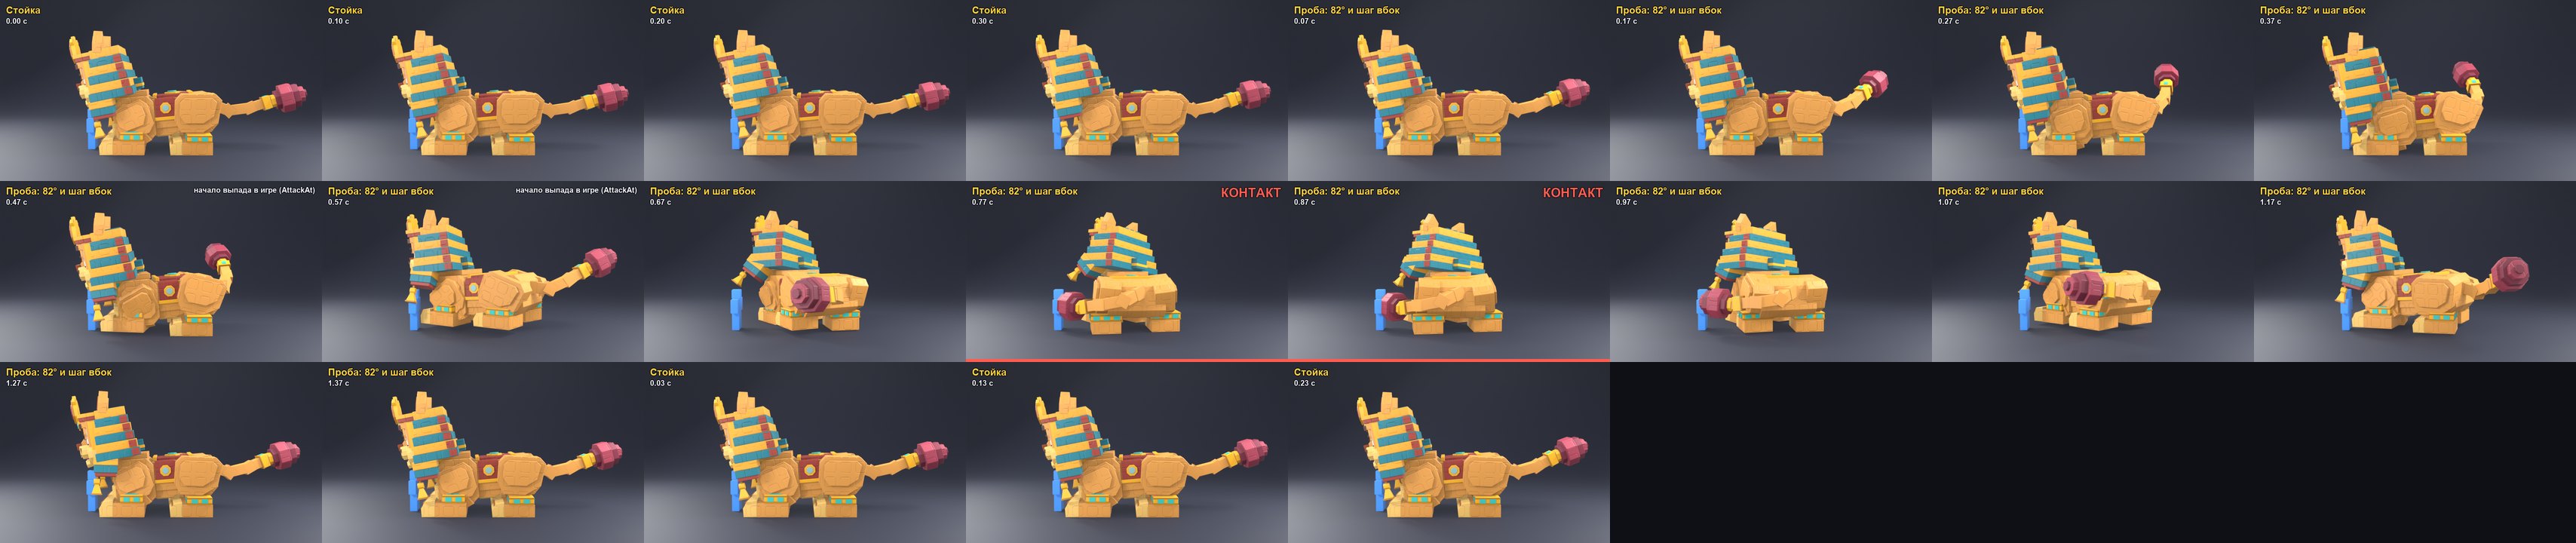 Стойка
0.00 с
Стойка
0.10 с
Стойка
0.20 с
Стойка
0.30 с
Проба: 82° и шаг вбок
0.07 с
Проба: 82° и шаг вбок
0.17 с
Проба: 82° и шаг вбок
0.27 с
Проба: 82° и шаг вбок
0.37 с
Проба: 82° и шаг вбок
начало выпада в игре (AttackAt)
0.47 с
Проба: 82° и шаг вбок
начало выпада в игре (AttackAt)
0.57 с
Проба: 82° и шаг вбок
0.67 с
Проба: 82° и шаг вбок
КОНТАКТ
0.77 с
Проба: 82° и шаг вбок
КОНТАКТ
0.87 с
Проба: 82° и шаг вбок
0.97 с
Проба: 82° и шаг вбок
1.07 с
Проба: 82° и шаг вбок
1.17 с
Проба: 82° и шаг вбок
1.27 с
Проба: 82° и шаг вбок
1.37 с
Стойка
0.03 с
Стойка
0.13 с
Стойка
0.23 с